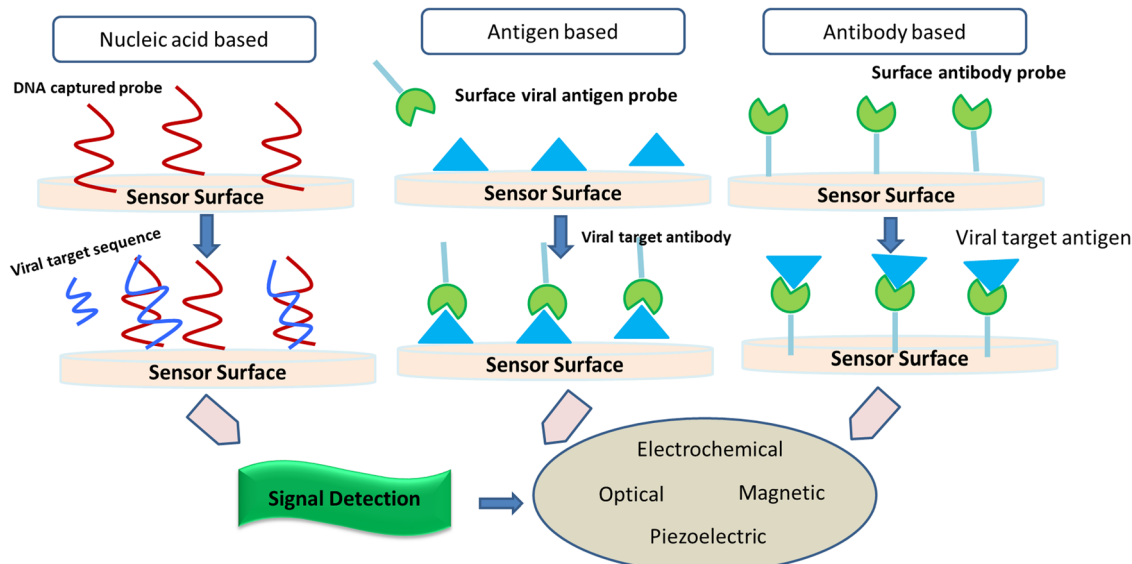 Nucleic acid based
Antigen based
Antibody based
DNA captured probe
Surface viral antigen probe
Surface antibody probe
Sensor Surface
Sensor Surface
Sensor Surface
Viral target sequence
Viral target antibody
Viral target antigen
Sensor Surface
Sensor Surface
Sensor Surface
Signal Detection
Electrochemical
Optical
Magnetic
Piezoelectric